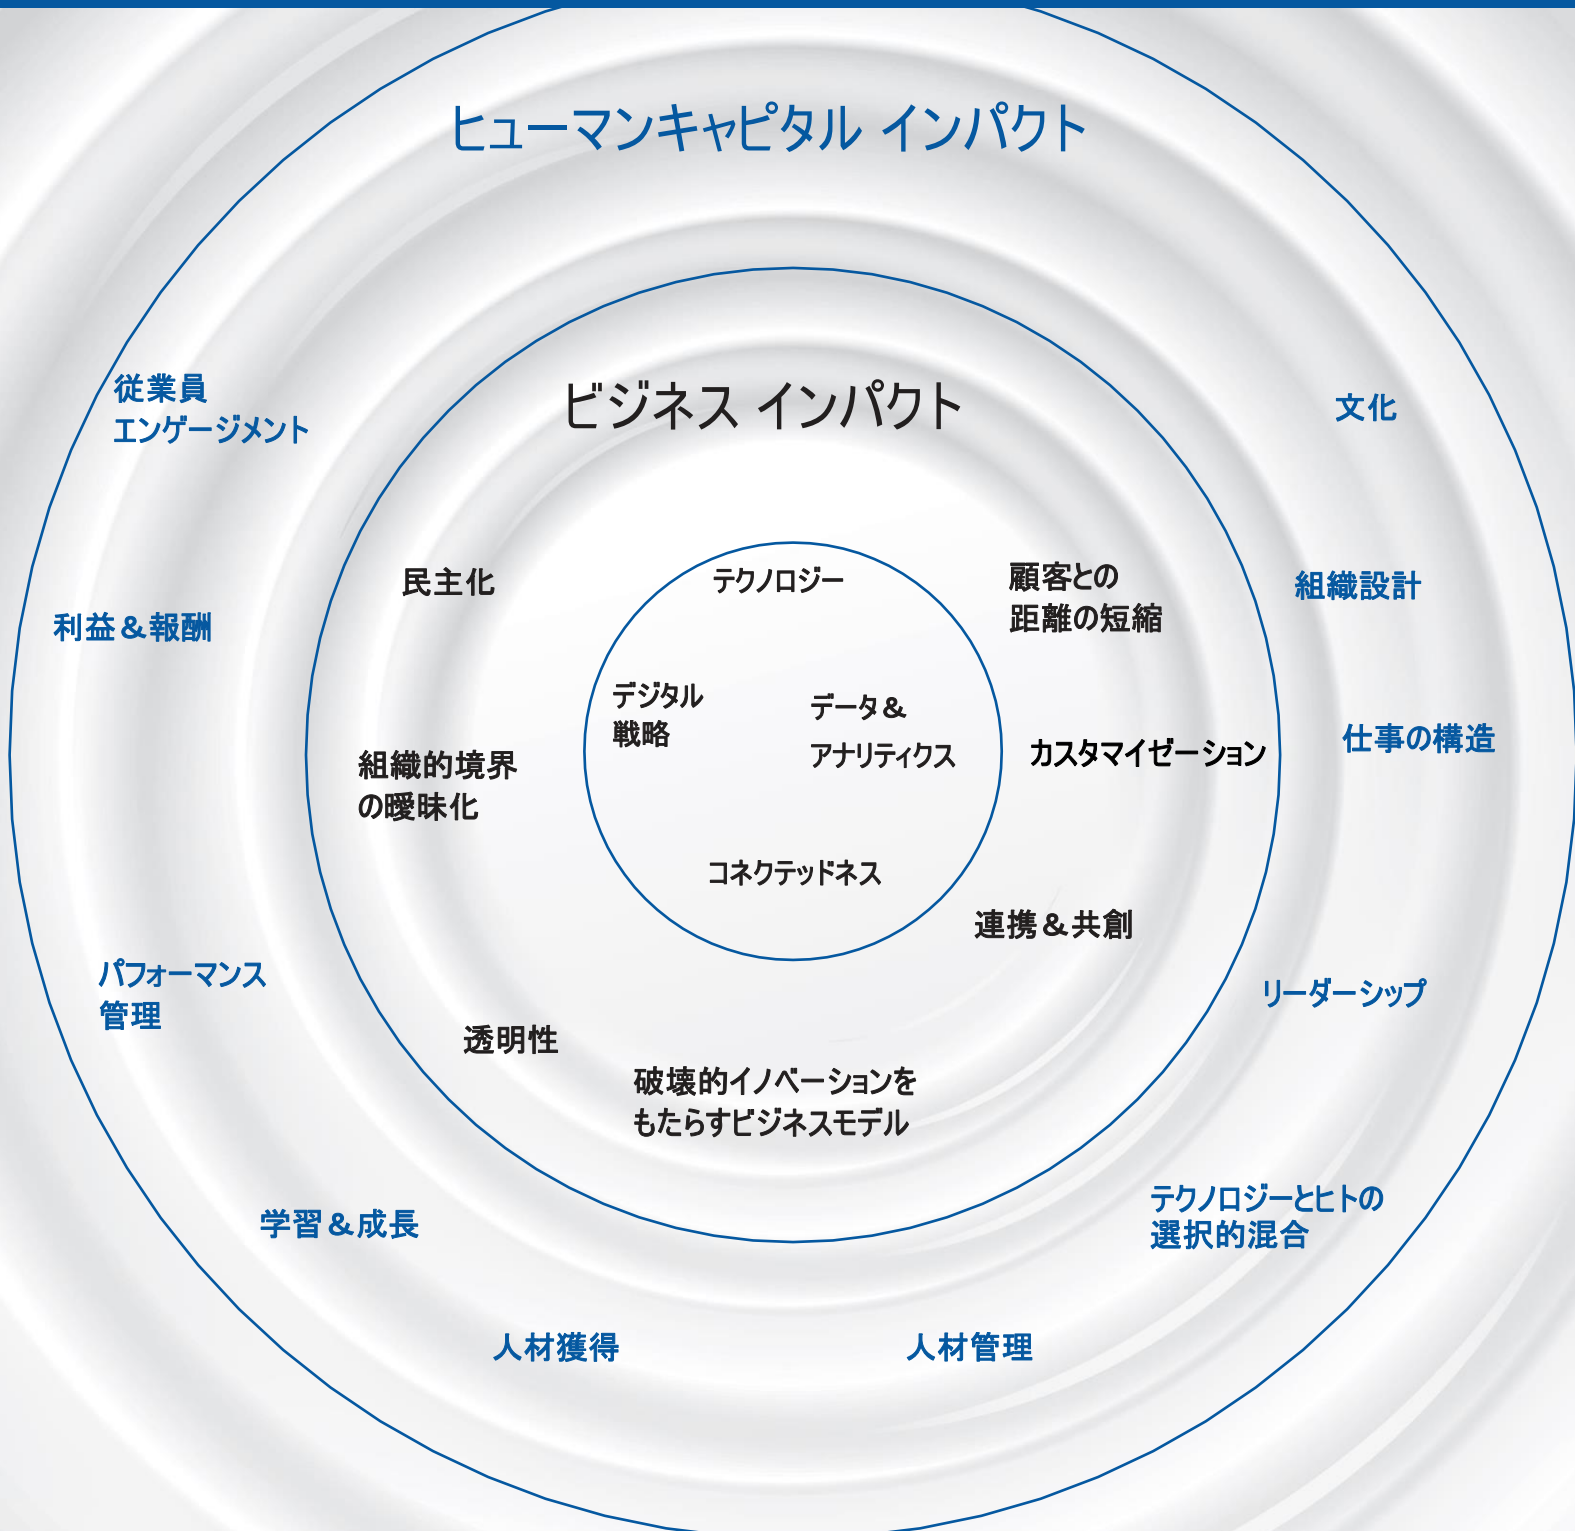 ヒューマンキャピタル インパクト
ビジネス インパクト
従業員
エンゲージメント
文化
民主化
テクノロジー
顧客との
距離の短縮
組織設計
利益＆報酬
デジタル
戦略
データ＆
アナリティクス
カスタマイゼーション
仕事の構造
組織的境界
の曖昧化
コネクテッドネス
連携＆共創
パフォーマンス
管理
リーダーシップ
透明性
破壊的イノベーションを
もたらすビジネスモデル
学習＆成長
テクノロジーとヒトの
選択的混合
人材獲得
人材管理